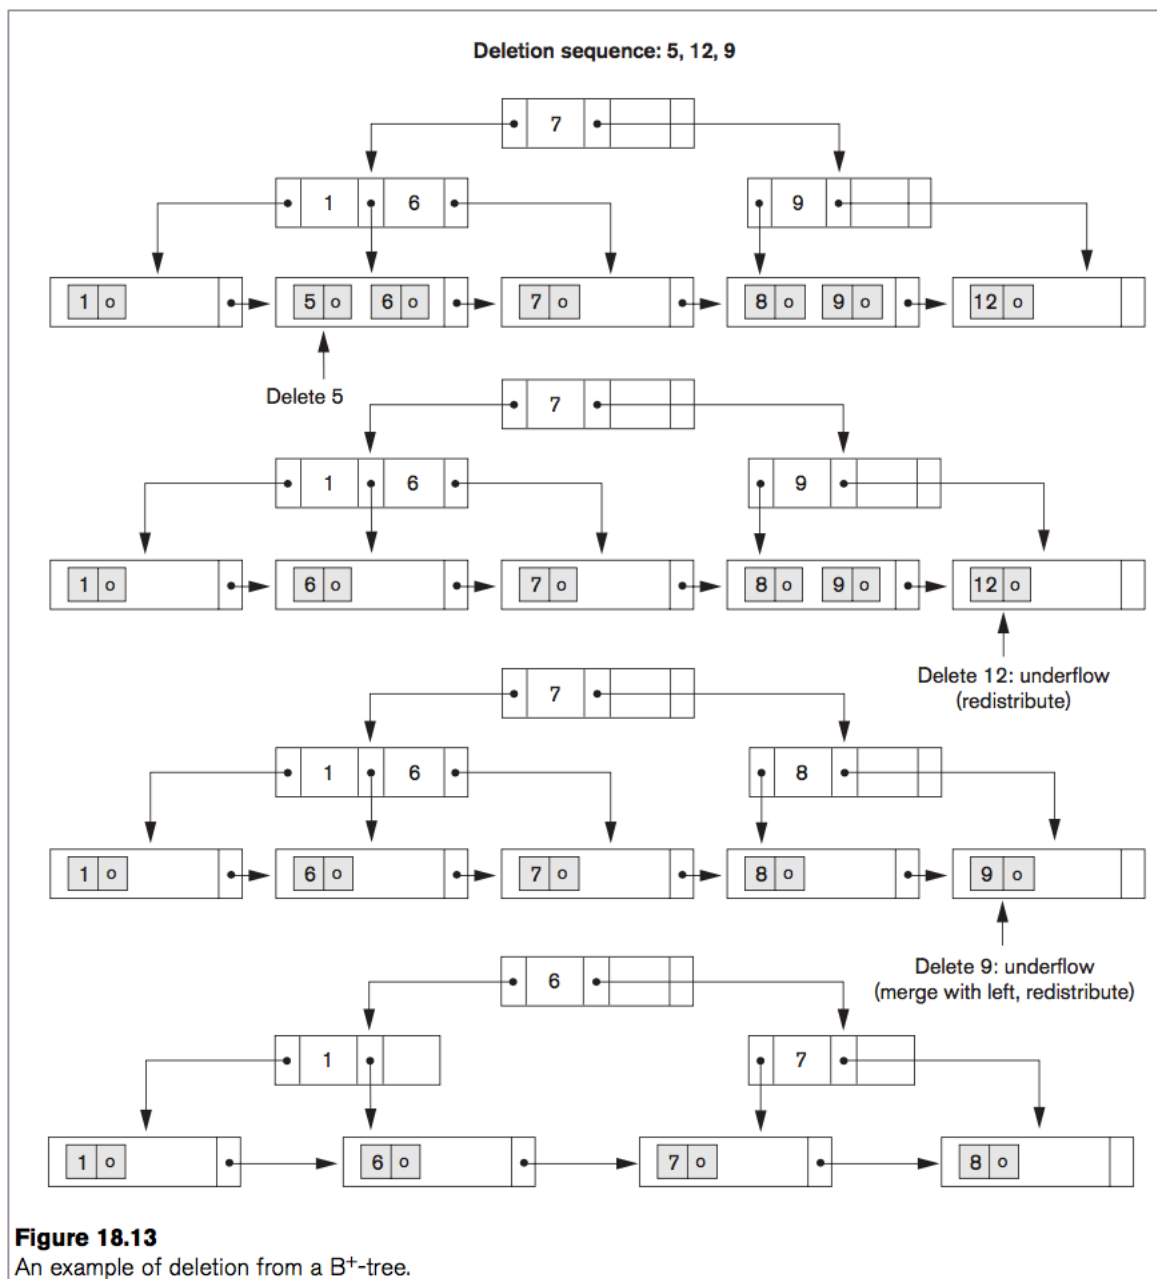 Deletion sequence: 5, 12, 9
7
1 6 9
1 o 5 o 6 o 7 o 8 o 9 o 12 o
Delete 5
7
1 6 9
1 o 6 o 7 o 8 o 9 o 12 o
Delete 12: underflow
(redistribute)
7
1 6 8
1 o 6 o 7 o 8 o 9 o
Delete 9: underflow
(merge with left, redistribute)
6
1 7
1 o 6 o 7 o 8 o
Figure 18.13
An example of deletion from a B⁺-tree.